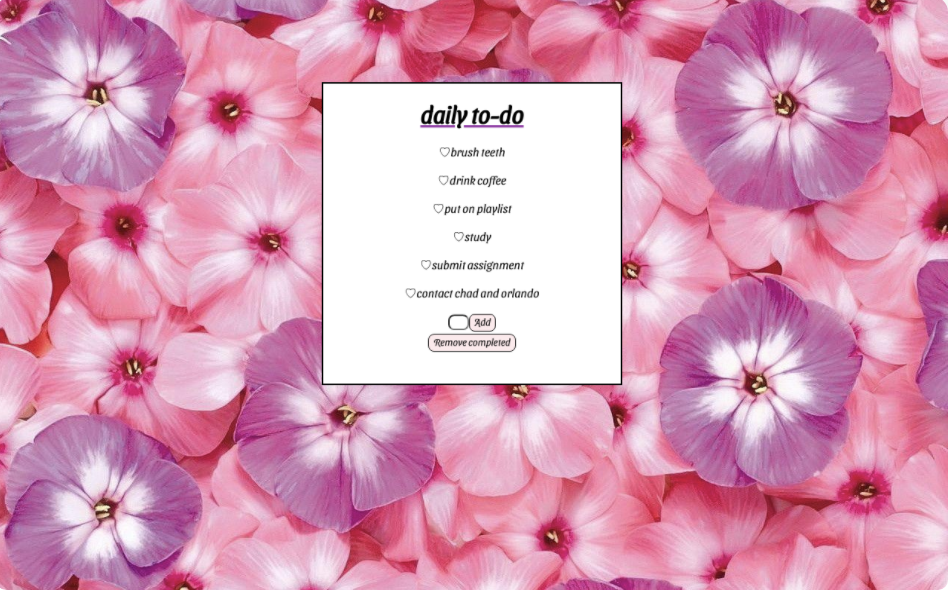 daily to-do
♡brush teeth
♡drink coffee
♡put on playlist
♡study
♡submit assignment
♡contact chad and orlando
Add
Remove completed